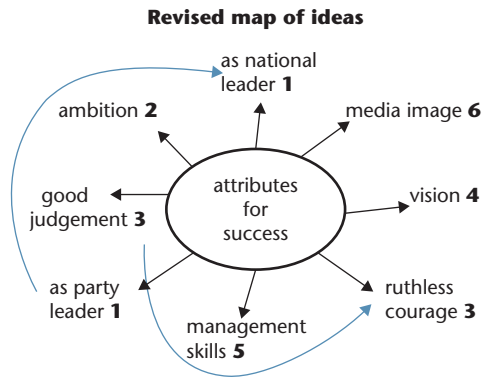 Revised map of ideas
as national
leader 1
ambition 2
media image 6
good
judgement 3
attributes
for
success
vision 4
as party
leader 1
management
skills 5
ruthless
courage 3